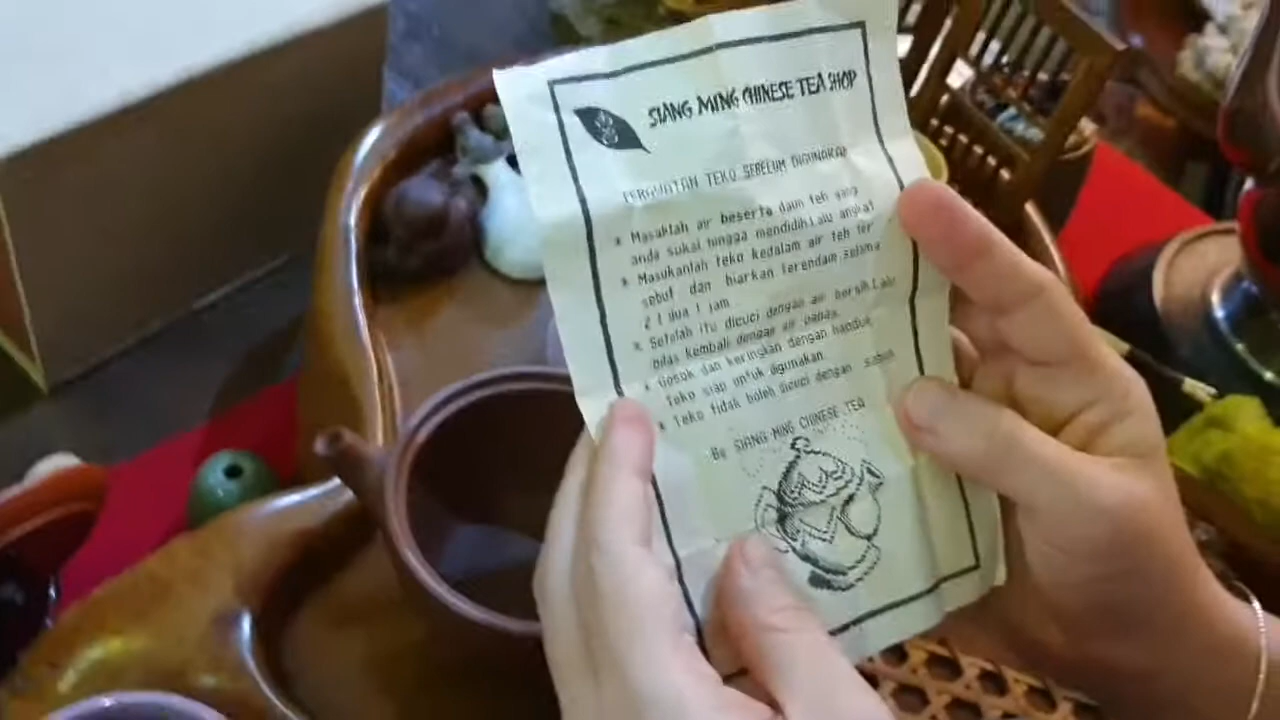 SIANG MING CHINESE TEA SHOP
PERAWATAN TEKO SEBELUM DIGUNAKAN
* Masaklah air beserta daun teh yang
anda sukai hingga mendidih.Lalu angkat
* Masukanlah teko kedalam air teh ter
sebut dan biarkan terendam selama
2 [ dua ] jam
* Setelah itu dicuci dengan air bersih.Lalu
bilas kembali dengan air panas.
* Gosok dan keringkan dengan handuk.
Teko siap untuk digunakan.
* Teko tidak boleh dicuci dengan sabun
By SIANG MING CHINESE TEA